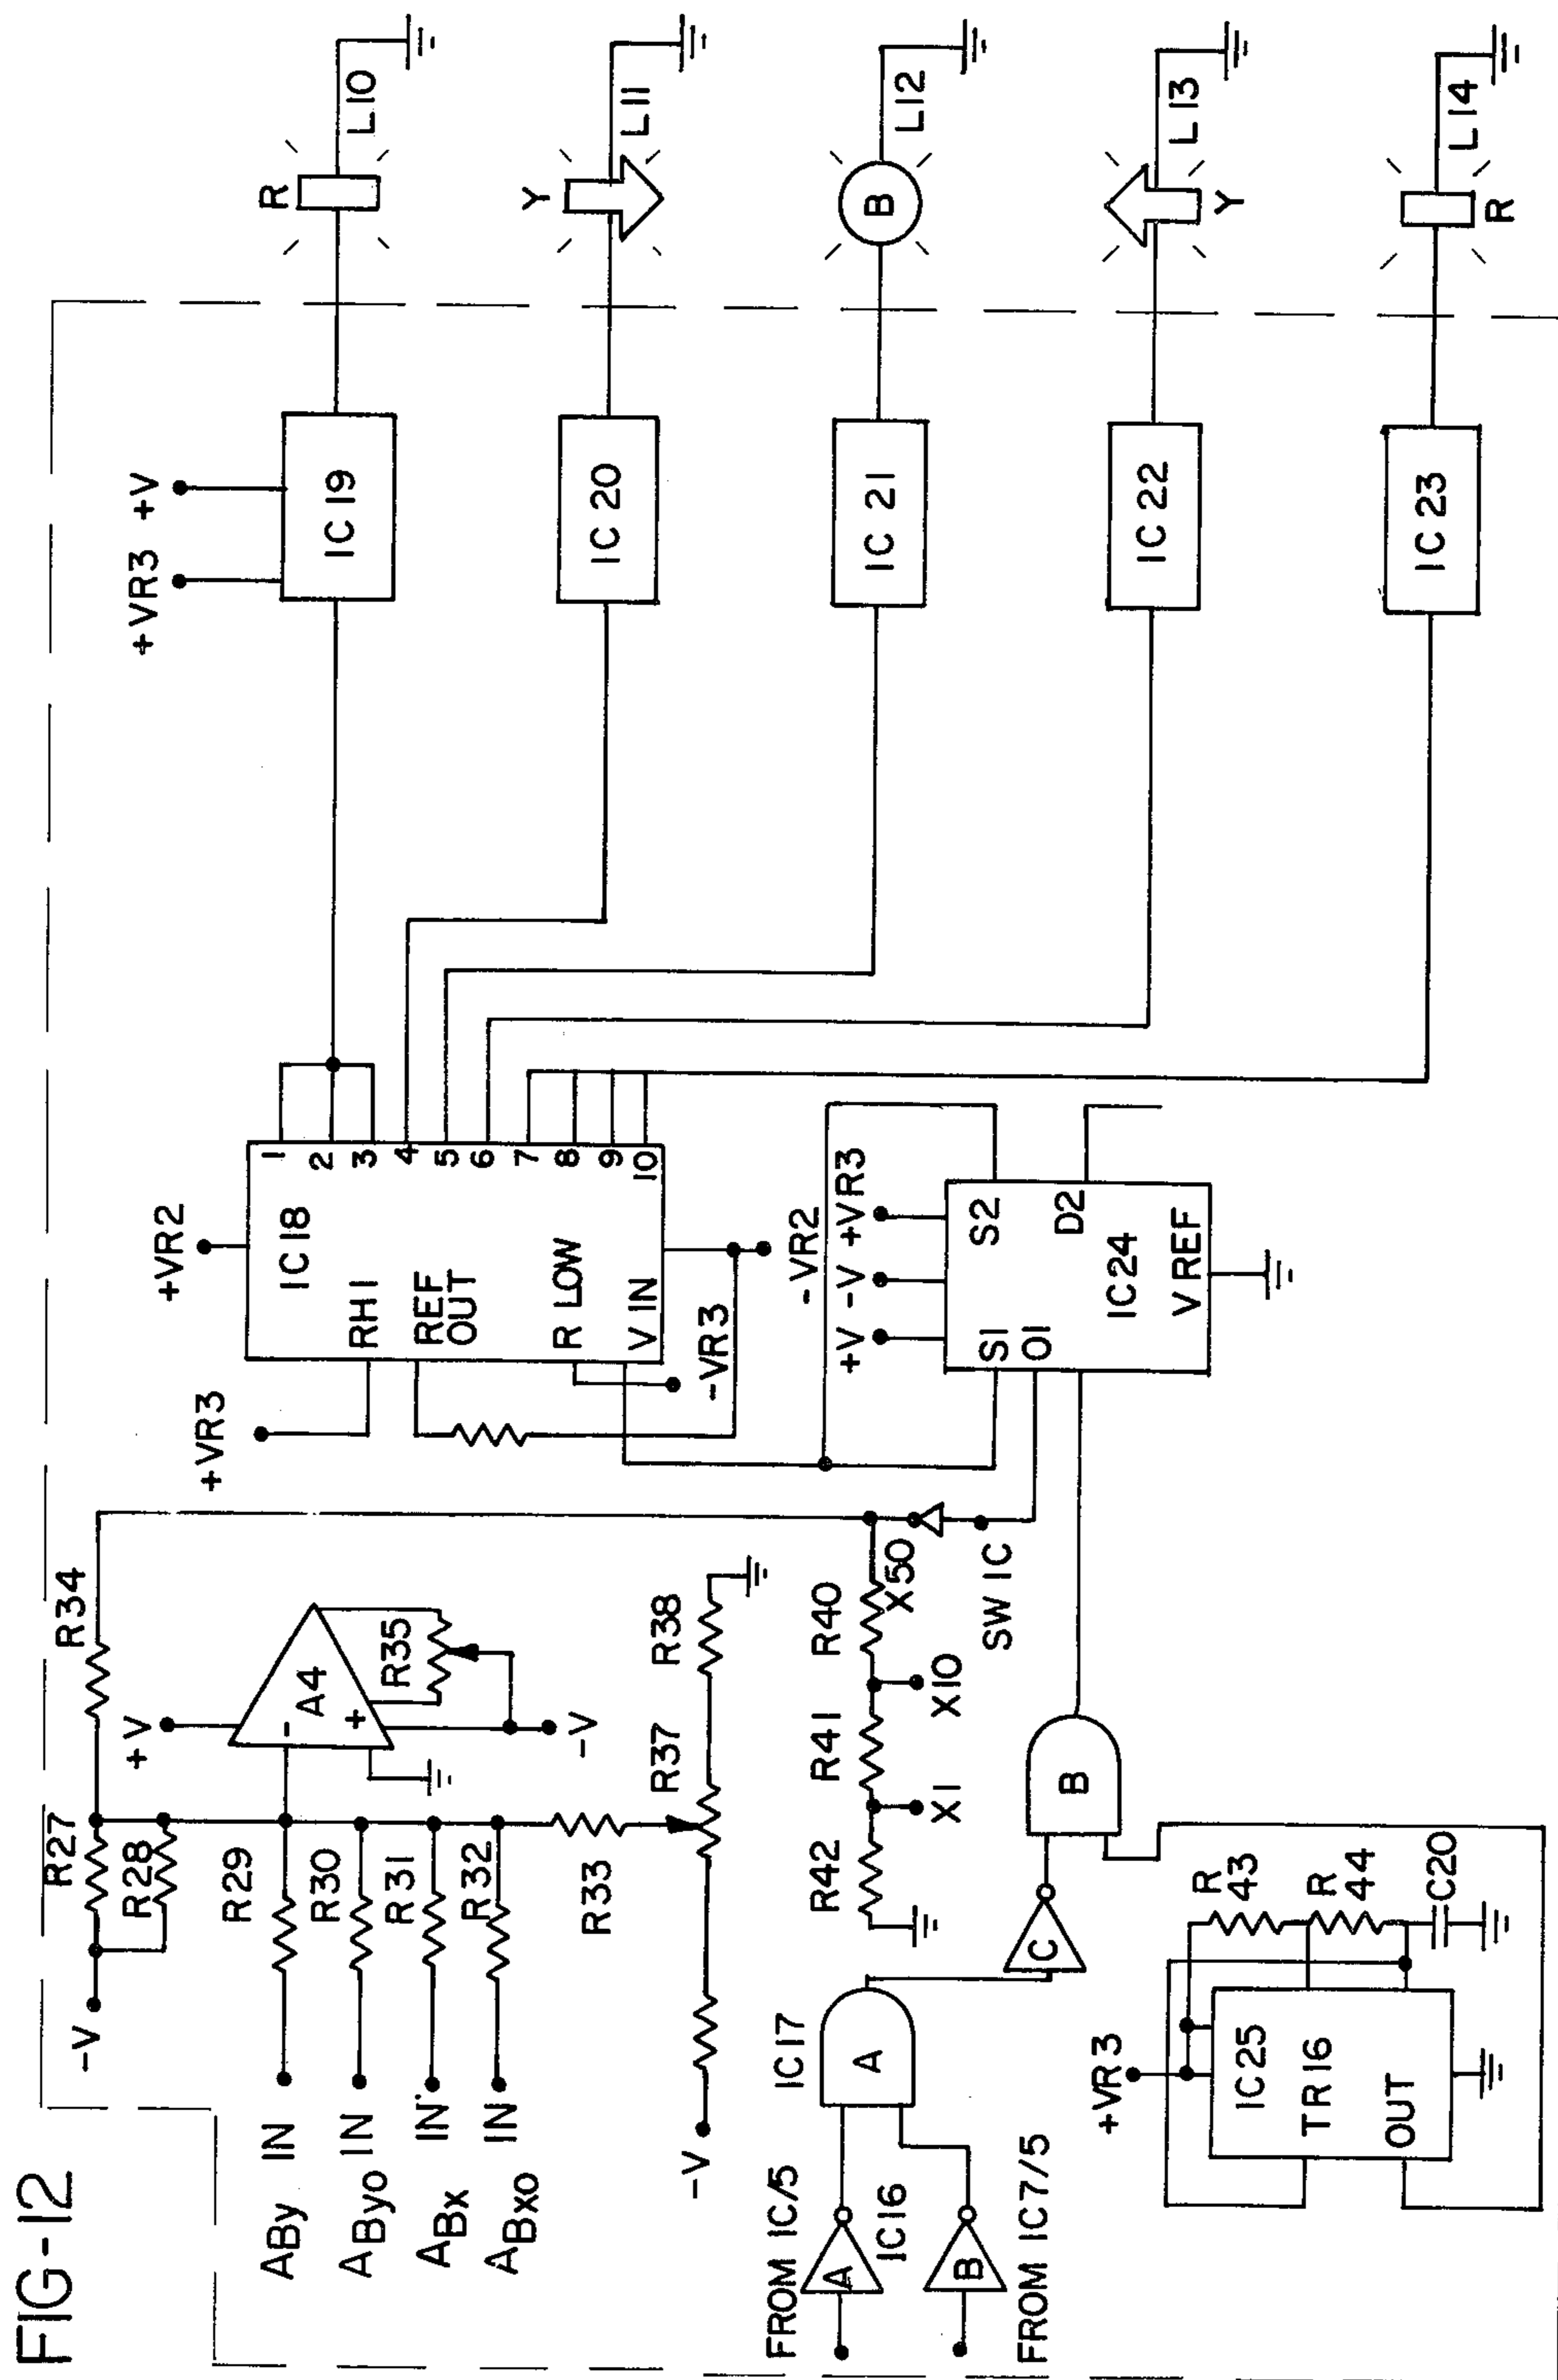 FIG-12
-V
R27
R28
R34
ABy IN
R29
AByo IN
R30
ABx IN
R31
ABxo IN
R32
R33
+V
A4
-
+
R35
-V
-V
R37
R38
R42
R41
R40
X1
X10
X50
SW 1C
FROM IC/5
A
IC16
B
FROM IC7/5
IC17
A
C
B
+VR3
IC25
TR16
OUT
R
43
R
44
C20
+VR3
+VR2
IC18
RH1
REF
OUT
R LOW
V IN
1
2
3
4
5
6
7
8
9
10
-VR3
-VR2
+V
-V
+VR3
S1
O1
S2
D2
IC24
V REF
+VR3
+V
IC19
IC20
IC21
IC22
IC23
R
L10
Y
L11
B
L12
Y
L13
R
L14